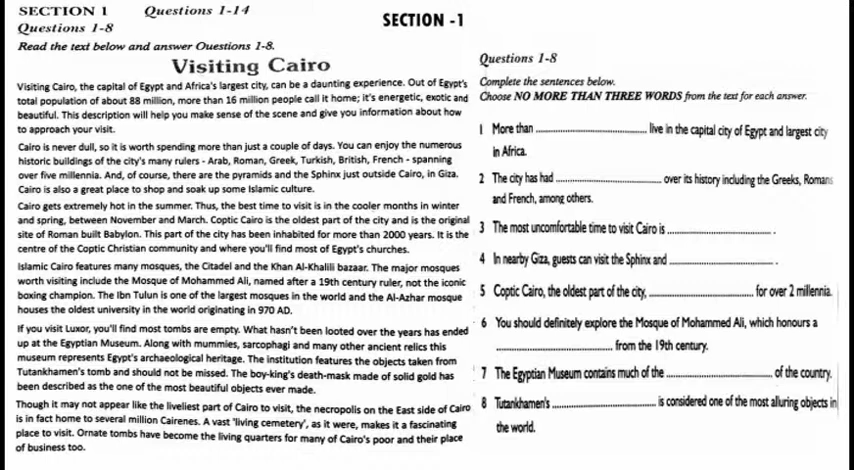 SECTION 1 Questions 1-14
Questions 1-8
Read the text below and answer Questions 1-8.
Visiting Cairo
Visiting Cairo, the capital of Egypt and Africa's largest city, can be a daunting experience. Out of Egypt's
total population of about 88 million, more than 16 million people call it home; it's energetic, exotic and
beautiful. This description will help you make sense of the scene and give you information about how
to approach your visit.
Cairo is never dull, so it is worth spending more than just a couple of days. You can enjoy the numerous
historic buildings of the city's many rulers - Arab, Roman, Greek, Turkish, British, French - spanning
over five millennia. And, of course, there are the pyramids and the Sphinx just outside Cairo, in Giza.
Cairo is also a great place to shop and soak up some Islamic culture.
Cairo gets extremely hot in the summer. Thus, the best time to visit is in the cooler months in winter
and spring, between November and March. Coptic Cairo is the oldest part of the city and is the original
site of Roman built Babylon. This part of the city has been inhabited for more than 2000 years. It is the
centre of the Coptic Christian community and where you'll find most of Egypt's churches.
Islamic Cairo features many mosques, the Citadel and the Khan Al-Khalili bazaar. The major mosques
worth visiting include the Mosque of Mohammed Ali, named after a 19th century ruler, not the iconic
boxing champion. The Ibn Tulun is one of the largest mosques in the world and the Al-Azhar mosque
houses the oldest university in the world originating in 970 AD.
If you visit Luxor, you'll find most tombs are empty. What hasn't been looted over the years has ended
up at the Egyptian Museum. Along with mummies, sarcophagi and many other ancient relics this
museum represents Egypt's archaeological heritage. The institution features the objects taken from
Tutankhamen's tomb and should not be missed. The boy-king's death-mask made of solid gold has
been described as the one of the most beautiful objects ever made.
Though it may not appear like the liveliest part of Cairo to visit, the necropolis on the East side of Cairo
is in fact home to several million Cairenes. A vast 'living cemetery', as it were, makes it a fascinating
place to visit. Ornate tombs have become the living quarters for many of Cairo's poor and their place
of business too.
SECTION -1
Questions 1-8
Complete the sentences below.
Choose NO MORE THAN THREE WORDS from the text for each answer.
1 More than .............................. live in the capital city of Egypt and largest city
in Africa.
2 The city has had .............................. over its history including the Greeks, Romans
and French, among others.
3 The most uncomfortable time to visit Cairo is .............................. .
4 In nearby Giza, guests can visit the Sphinx and .............................. .
5 Coptic Cairo, the oldest part of the city, .............................. for over 2 millennia.
6 You should definitely explore the Mosque of Mohammed Ali, which honours a
.............................. from the 19th century.
7 The Egyptian Museum contains much of the .............................. of the country.
8 Tutankhamen's .............................. is considered one of the most alluring objects in
the world.